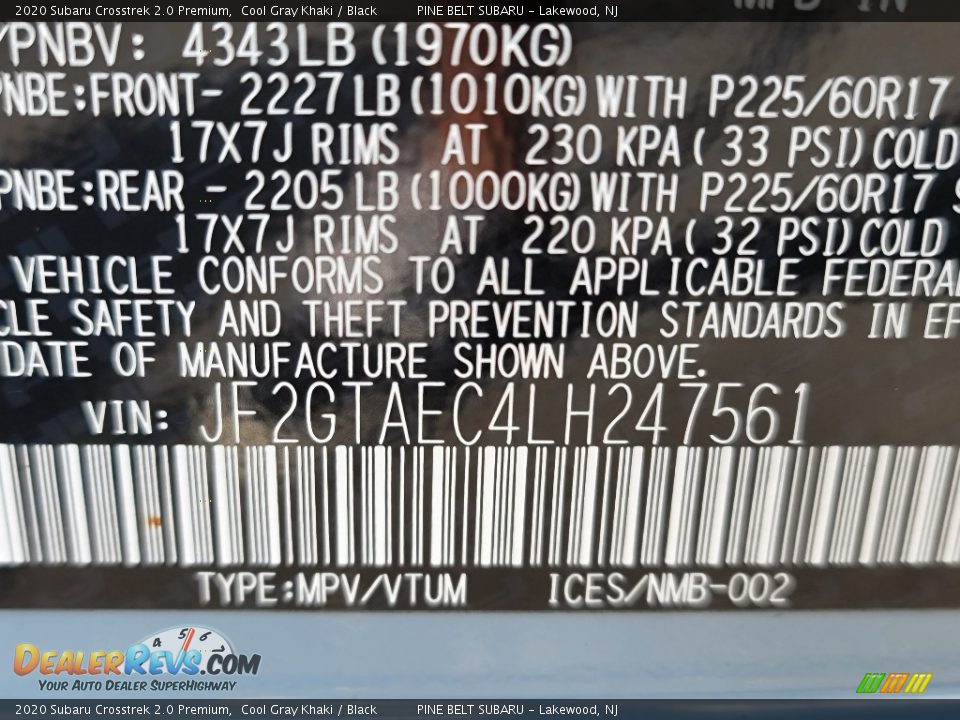 2020 Subaru Crosstrek 2.0 Premium,  Cool Gray Khaki / Black    PINE BELT SUBARU - Lakewood, NJ
/PNBV: 4343LB (1970KG)
PNBE:FRONT- 2227 LB (1010KG) WITH P225/60R17
17X7J RIMS AT 230 KPA ( 33 PSI) COLD
PNBE:REAR - 2205 LB (1000KG) WITH P225/60R17 S
17X7J RIMS AT 220 KPA ( 32 PSI) COLD
VEHICLE CONFORMS TO ALL APPLICABLE FEDERA
CLE SAFETY AND THEFT PREVENTION STANDARDS IN EF
DATE OF MANUFACTURE SHOWN ABOVE.
VIN: JF2GTAEC4LH247561
TYPE:MPV/VTUM    ICES/NMB-002
4 5 6
DEALERREVS.COM
YOUR AUTO DEALER SUPERHIGHWAY
2020 Subaru Crosstrek 2.0 Premium,  Cool Gray Khaki / Black    PINE BELT SUBARU - Lakewood, NJ